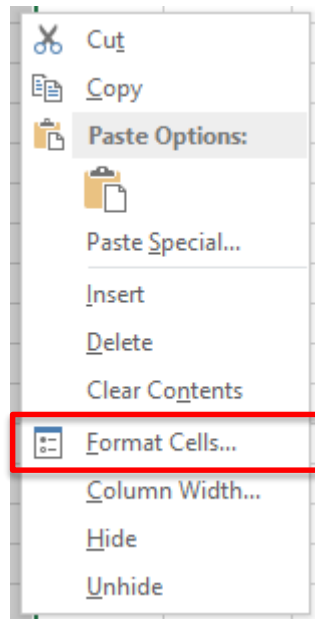 Cut
Copy
Paste Options:
Paste Special...
Insert
Delete
Clear Contents
Format Cells...
Column Width...
Hide
Unhide